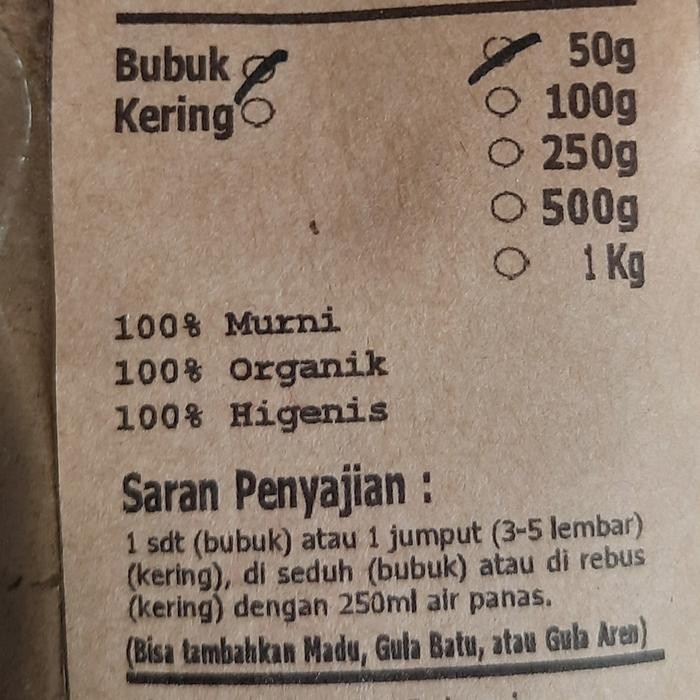 Bubuk
Kering
50g
100g
250g
500g
1 Kg
100% Murni
100% Organik
100% Higenis
Saran Penyajian :
1 sdt (bubuk) atau 1 jumput (3-5 lembar)
(kering), di seduh (bubuk) atau di rebus
(kering) dengan 250ml air panas.
(Bisa tambahkan Madu, Gula Batu, atau Gula Aren)